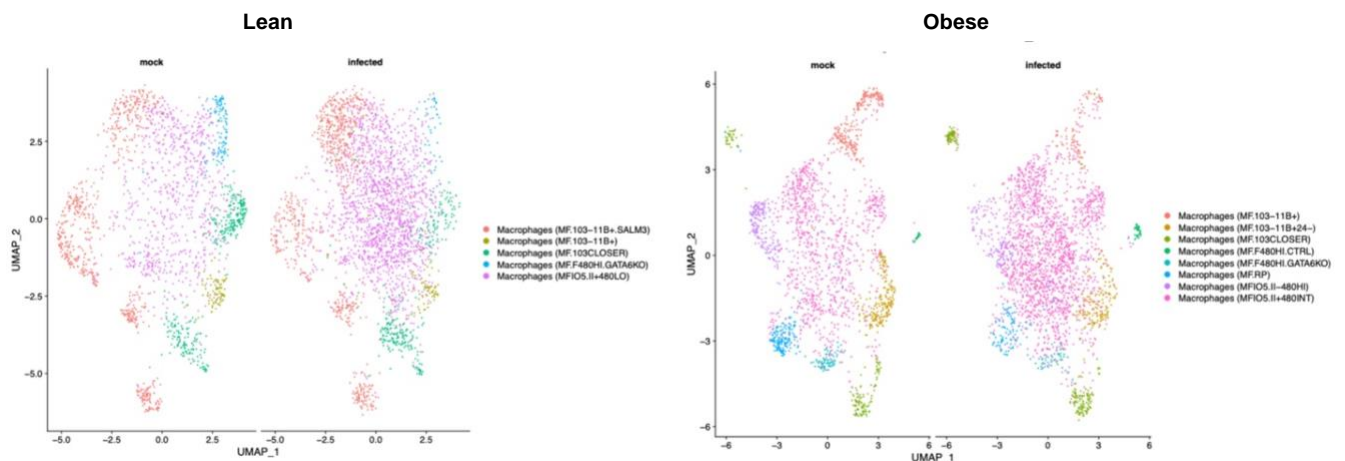 Lean
Obese
mock
infected
UMAP_2
2.5
0.0
−2.5
−5.0
−5.0
−2.5
0.0
2.5
−5.0
−2.5
0.0
2.5
UMAP_1
Macrophages (MF.103−11B+.SALM3)
Macrophages (MF.103−11B+)
Macrophages (MF.103CLOSER)
Macrophages (MF.F480HI.GATA6KO)
Macrophages (MFIO5.II+480LO)
mock
infected
UMAP_2
6
3
0
−3
−6
−6
−3
0
3
6
−6
−3
0
3
6
UMAP_1
Macrophages (MF.103−11B+)
Macrophages (MF.103−11B+24−)
Macrophages (MF.103CLOSER)
Macrophages (MF.F480HI.CTRL)
Macrophages (MF.F480HI.GATA6KO)
Macrophages (MF.RP)
Macrophages (MFIO5.II−480HI)
Macrophages (MFIO5.II+480INT)